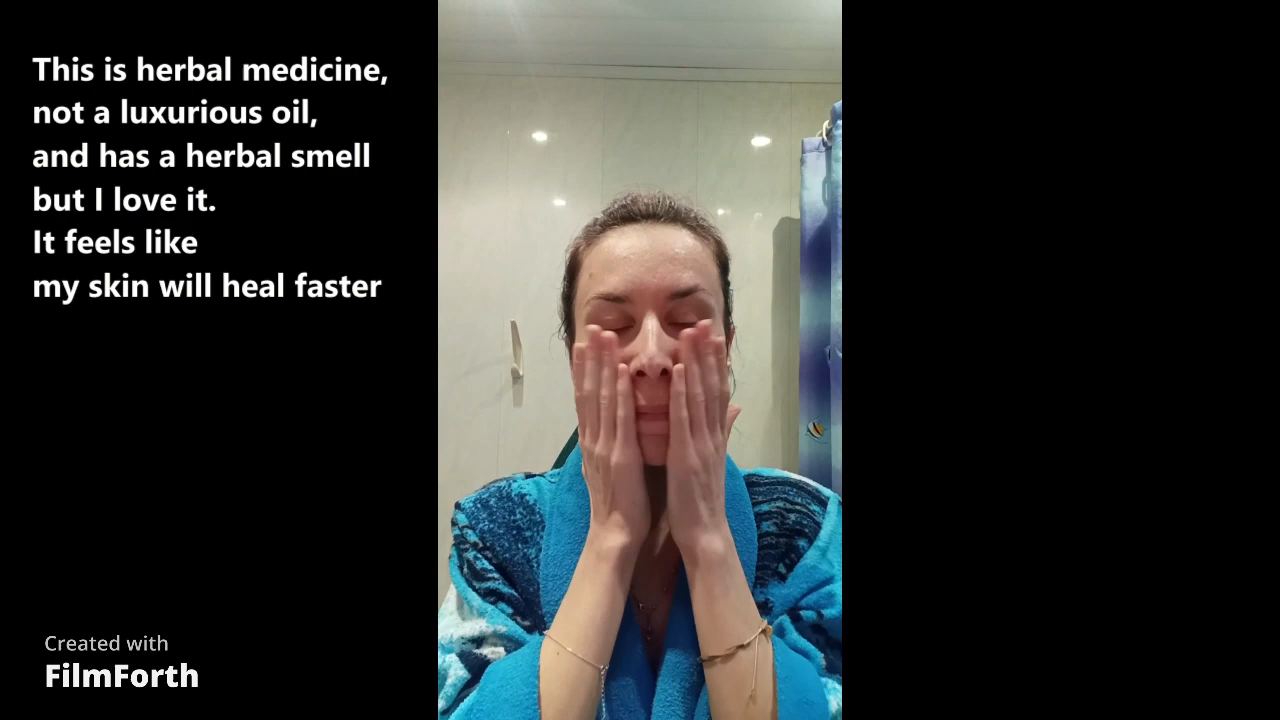 This is herbal medicine,
not a luxurious oil,
and has a herbal smell
but I love it.
It feels like
my skin will heal faster
Created with
FilmForth